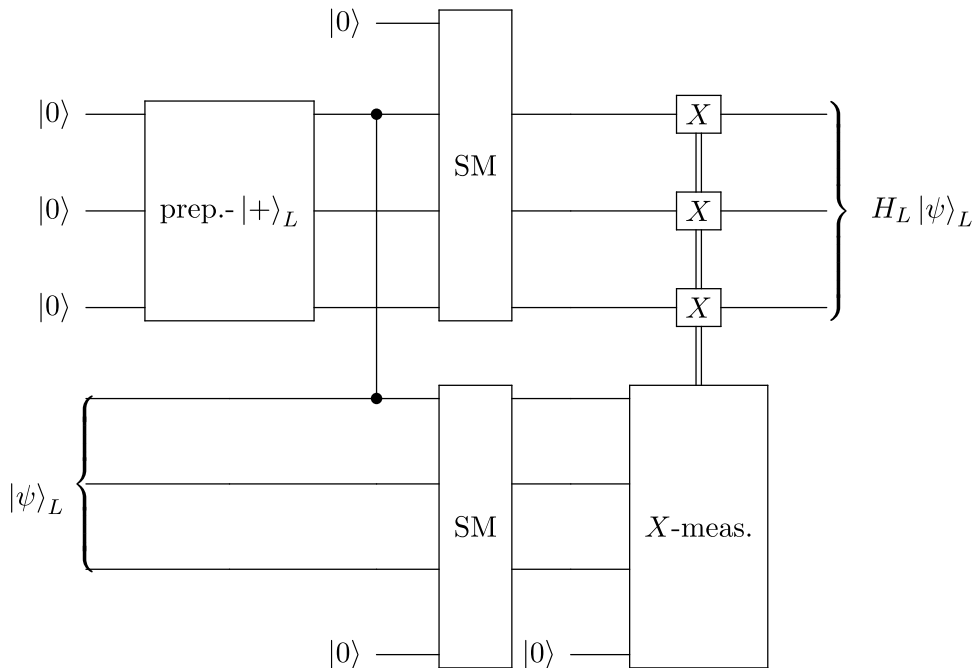 |0⟩
|0⟩
|0⟩
|0⟩
prep.- |+⟩_L
SM
X
X
X
H_L |ψ⟩_L
|ψ⟩_L
SM
X-meas.
|0⟩
|0⟩